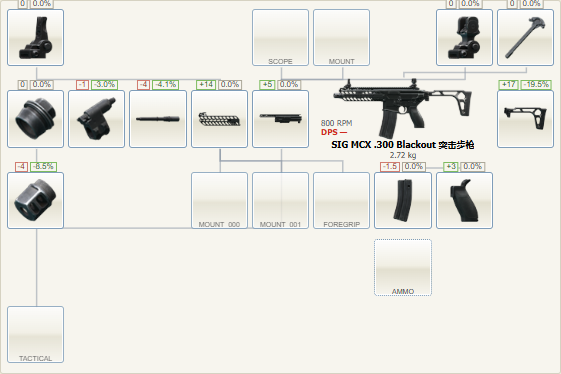 0 0.0%
0 0.0%
0 0.0%
SCOPE
MOUNT
0 0.0%
-1 -3.0%
-4 -4.1%
+14 0.0%
+5 0.0%
+17 -19.5%
800 RPM
DPS —
SIG MCX .300 Blackout 突击步枪
2.72 kg
-4 -8.5%
-1.5 0.0%
+3 0.0%
MOUNT_000
MOUNT_001
FOREGRIP
AMMO
TACTICAL